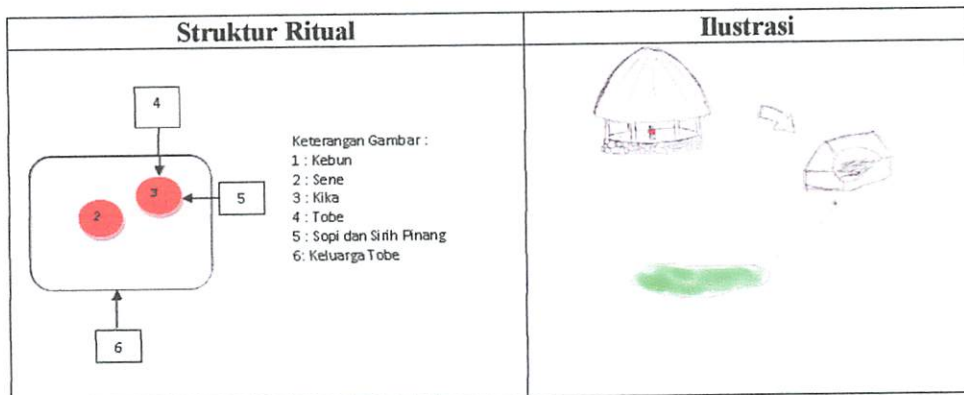 Struktur Ritual
Ilustrasi
4
3
2
5
6
Keterangan Gambar :
1 : Kebun
2 : Sene
3 : Kika
4 : Tobe
5 : Sopi dan Sirih Pinang
6: Keluarga Tobe